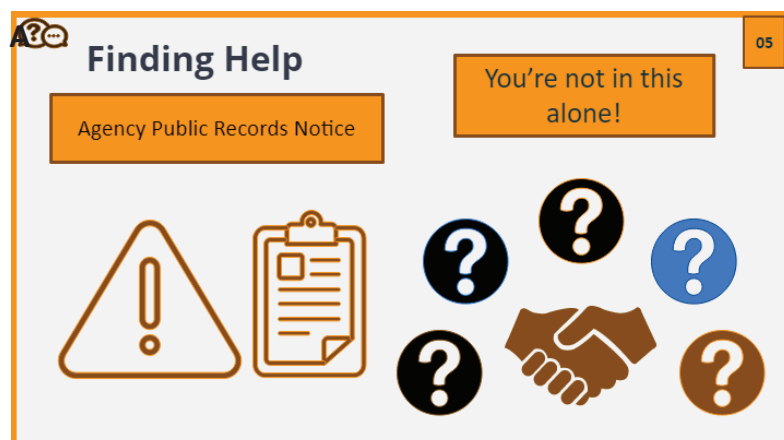 A
Finding Help
05
Agency Public Records Notice
You’re not in this
alone!